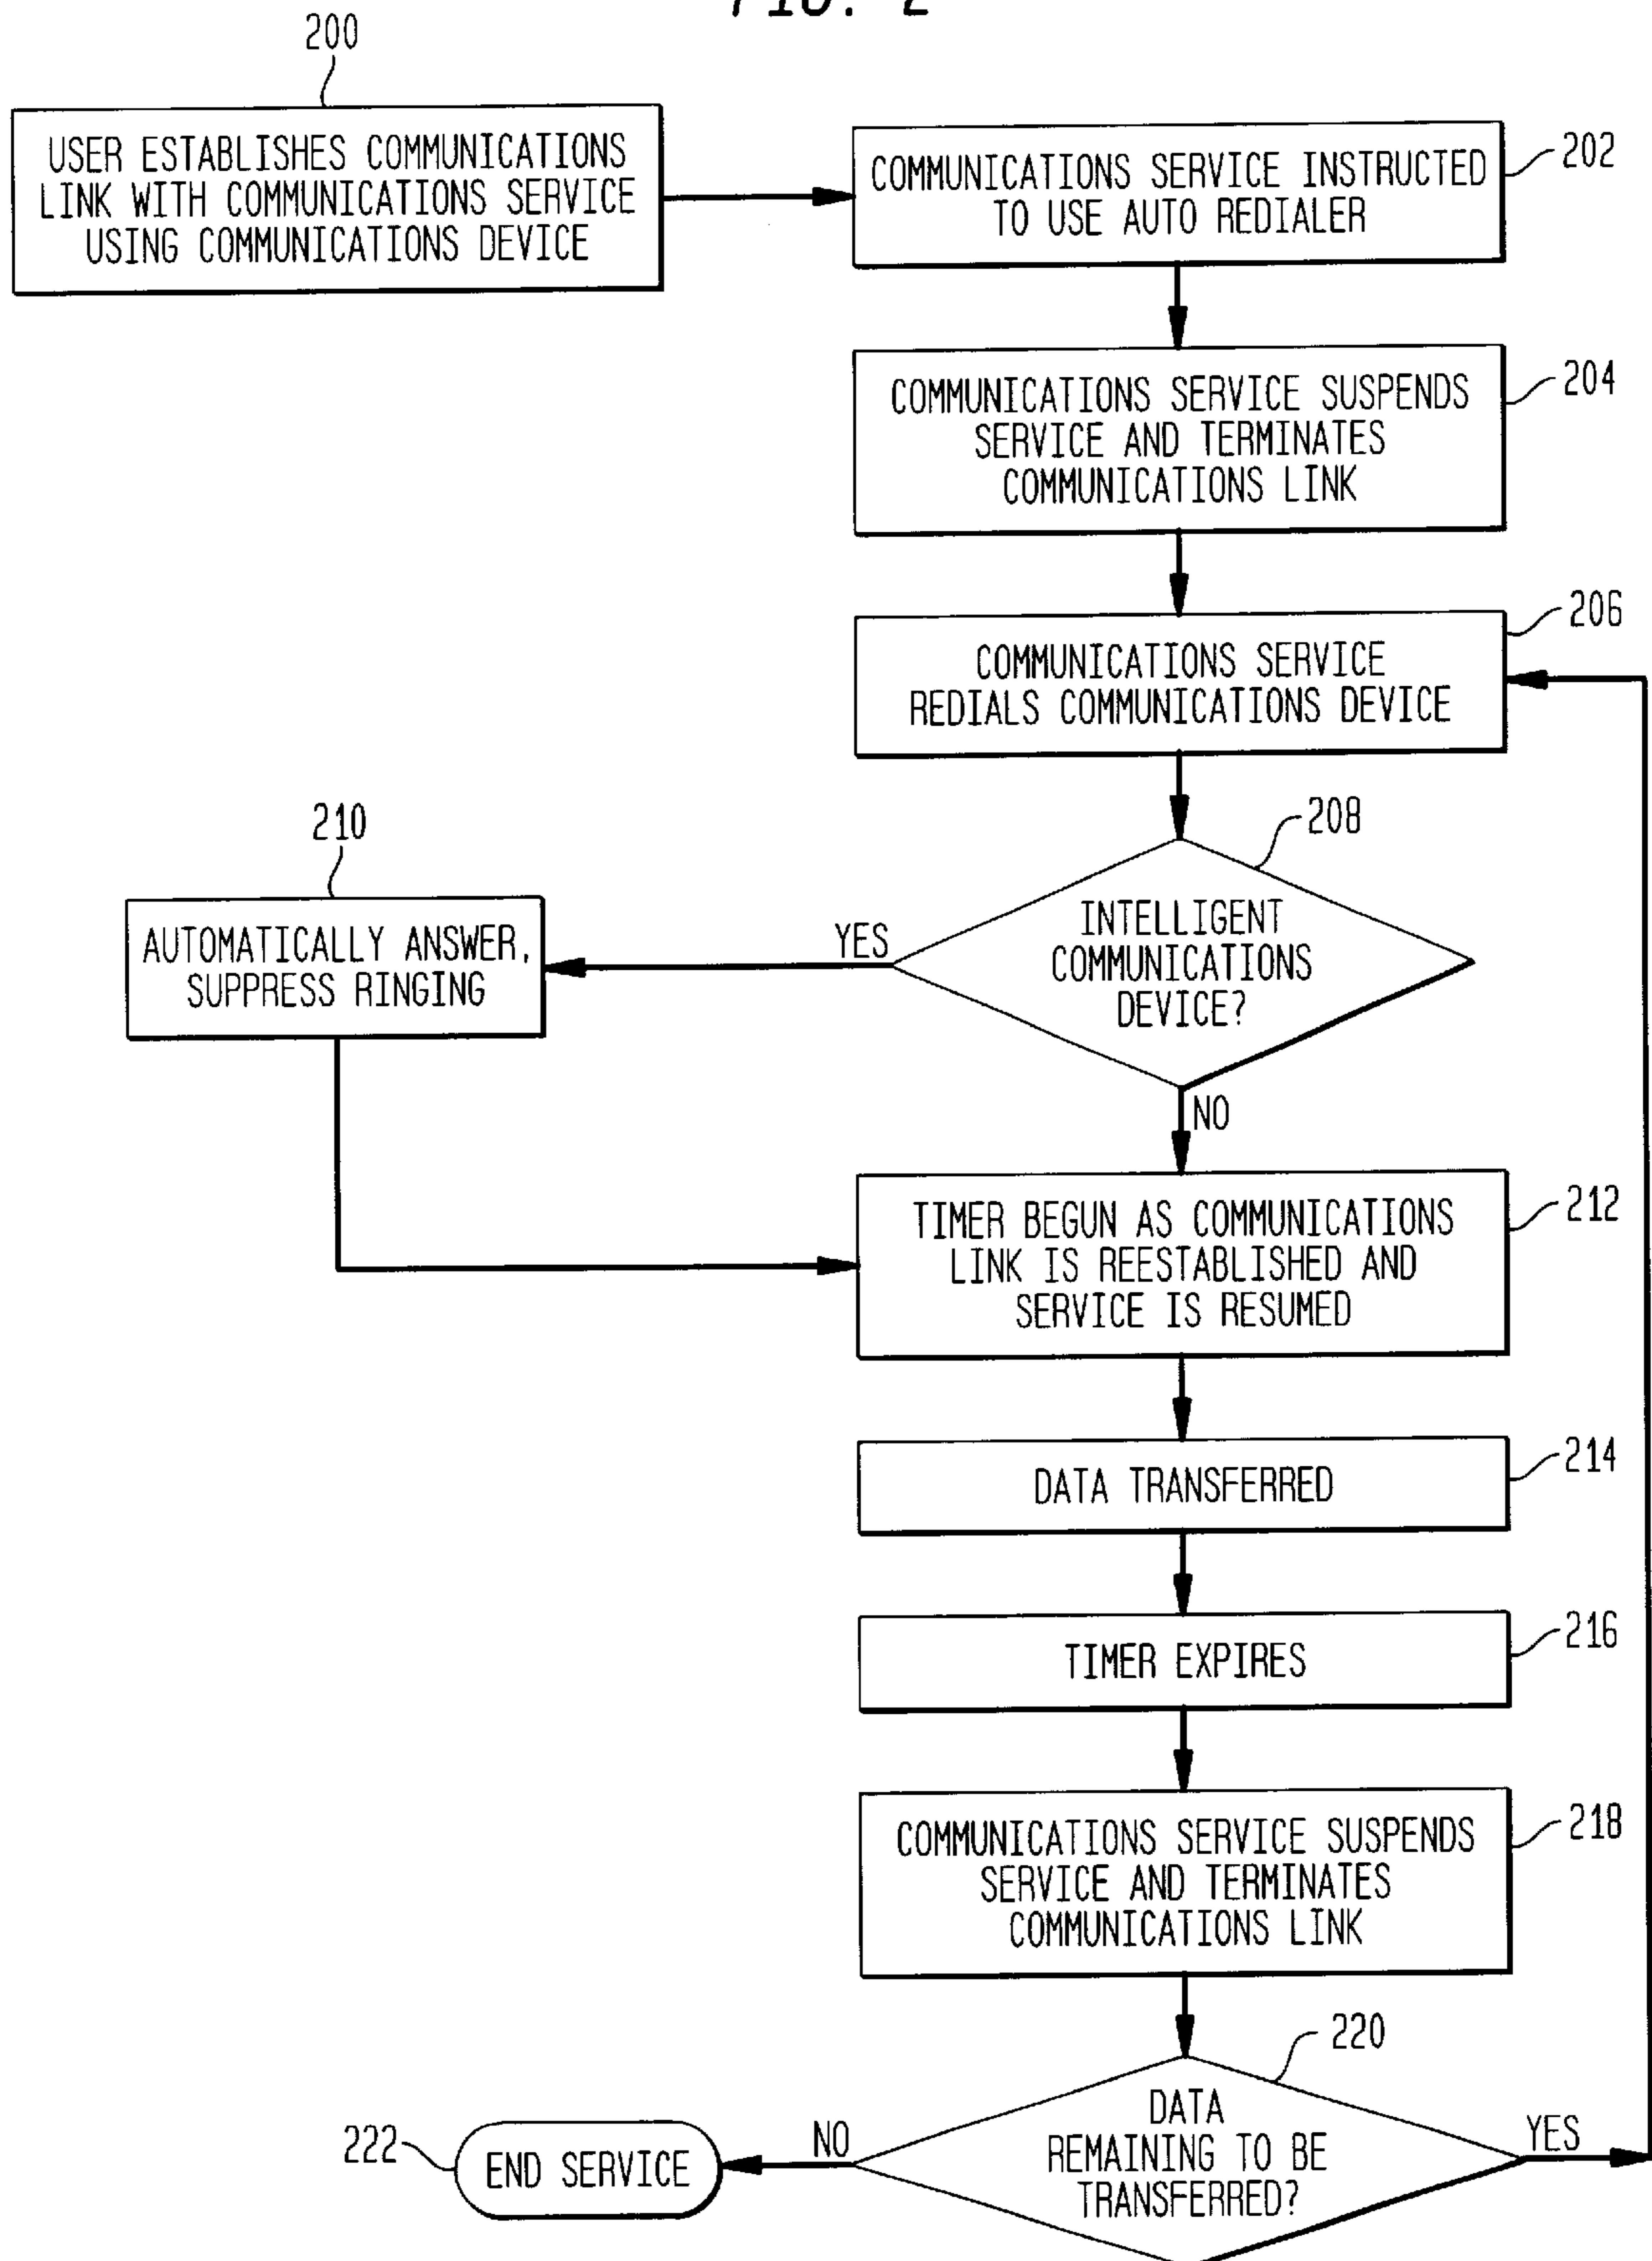 FIG. 2
200
USER ESTABLISHES COMMUNICATIONS
LINK WITH COMMUNICATIONS SERVICE
USING COMMUNICATIONS DEVICE
202
COMMUNICATIONS SERVICE INSTRUCTED
TO USE AUTO REDIALER
204
COMMUNICATIONS SERVICE SUSPENDS
SERVICE AND TERMINATES
COMMUNICATIONS LINK
206
COMMUNICATIONS SERVICE
REDIALS COMMUNICATIONS DEVICE
208
INTELLIGENT
COMMUNICATIONS
DEVICE?
YES
210
AUTOMATICALLY ANSWER,
SUPPRESS RINGING
NO
212
TIMER BEGUN AS COMMUNICATIONS
LINK IS REESTABLISHED AND
SERVICE IS RESUMED
214
DATA TRANSFERRED
216
TIMER EXPIRES
218
COMMUNICATIONS SERVICE SUSPENDS
SERVICE AND TERMINATES
COMMUNICATIONS LINK
220
DATA
REMAINING TO BE
TRANSFERRED?
YES
NO
222
END SERVICE